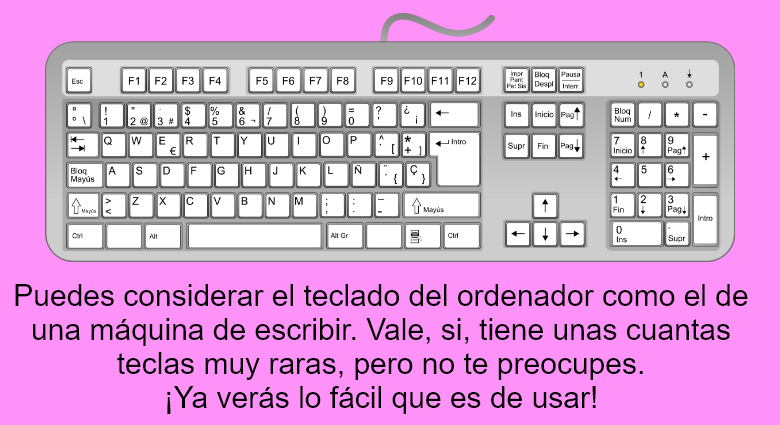 Esc F1 F2 F3 F4 F5 F6 F7 F8 F9 F10 F11 F12 Impr Pant Pet Sis Bloq Despl Pausa Interr 1 A ↓
ª º \ ! 1 " 2 @ · 3 # $ 4 % 5 & 6 ¬ / 7 ( 8 ) 9 = 0 ? ' ¿ ¡ ← Ins Inicio Pag↑ Bloq Num / * -
Q W E € R T Y U I O P ^ ` [ * + ] ↵ Intro Supr Fin Pag↓ 7 Inicio 8 ↑ 9 Pag↑ +
Bloq Mayús A S D F G H J K L Ñ ¨ ´ { Ç } 4 ← 5 6 →
⇧ Mayús > < Z X C V B N M ; , : . _ - ⇧ Mayús ↑ 1 Fin 2 ↓ 3 Pag↓ Intro
Ctrl Alt Alt Gr Ctrl ← ↓ → 0 Ins . Supr
Puedes considerar el teclado del ordenador como el de
una máquina de escribir. Vale, si, tiene unas cuantas
teclas muy raras, pero no te preocupes.
¡Ya verás lo fácil que es de usar!